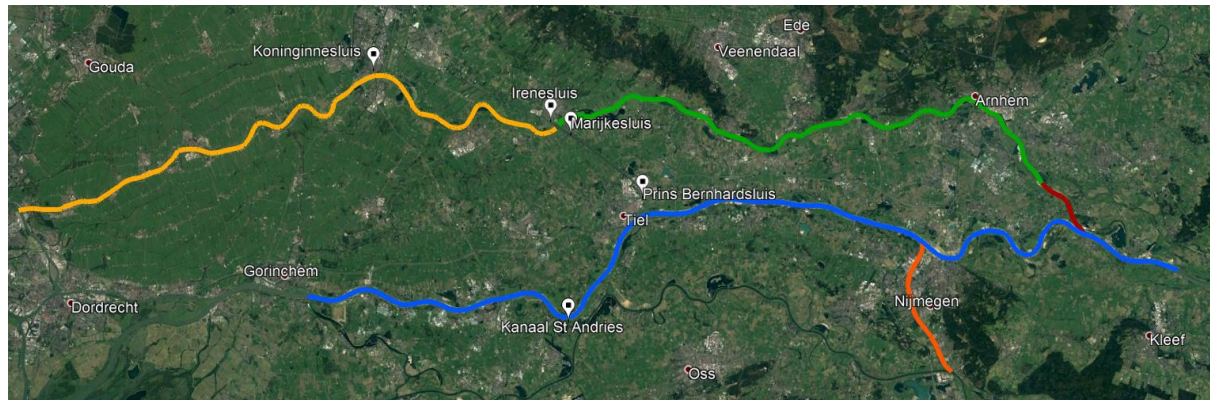 Ede
Veenendaal
Koninginnesluis
Gouda
Irenesluis
Arnhem
Marijkesluis
Prins Bernhardsluis
Tiel
Gorinchem
Dordrecht
Nijmegen
Kanaal St Andries
Kleef
Oss